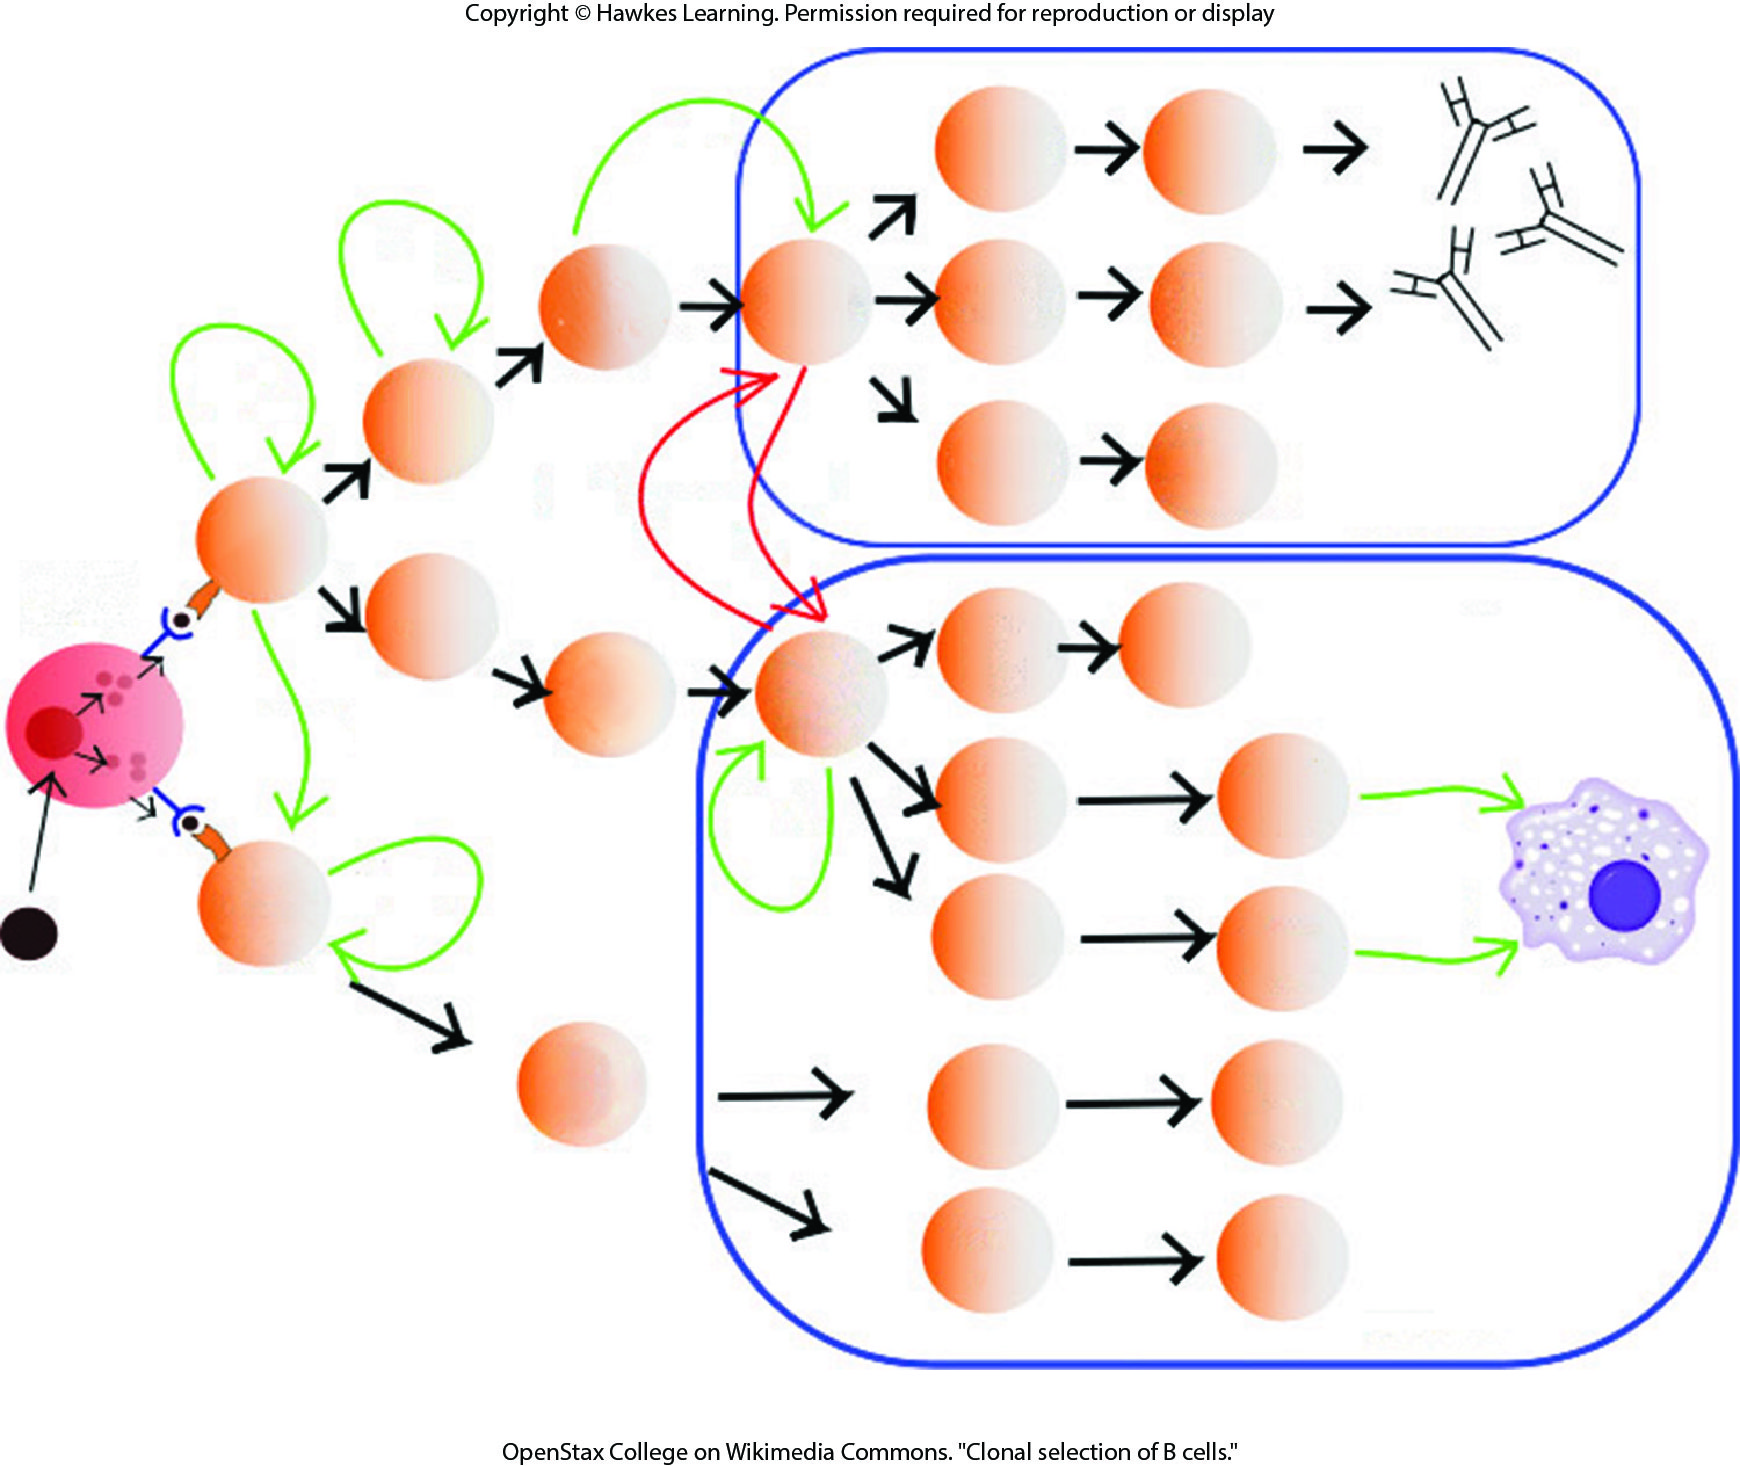 Copyright © Hawkes Learning. Permission required for reproduction or display
OpenStax College on Wikimedia Commons. "Clonal selection of B cells."